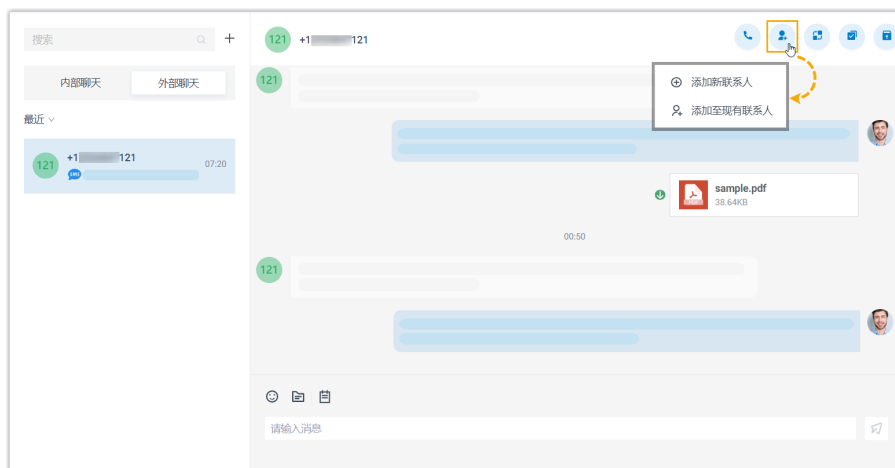 搜索
内部聊天
外部聊天
最近
121
+1 121
07:20
SMS
121
+1 121
添加新联系人
添加至现有联系人
121
sample.pdf
38.64KB
00:50
121
请输入消息